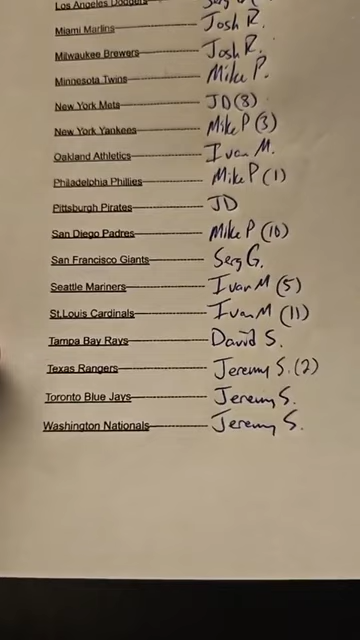 Los Angeles Dodgers
Miami Marlins Josh R.
Milwaukee Brewers Josh R.
Minnesota Twins Mike P.
New York Mets JD (8)
New York Yankees Mike P (3)
Oakland Athletics Ivan M.
Philadelphia Phillies Mike P (1)
Pittsburgh Pirates JD
San Diego Padres Mike P (10)
San Francisco Giants Serg G.
Seattle Mariners Ivan M (5)
St.Louis Cardinals Ivan M (11)
Tampa Bay Rays David S.
Texas Rangers Jeremy S. (2)
Toronto Blue Jays Jeremy S.
Washington Nationals Jeremy S.